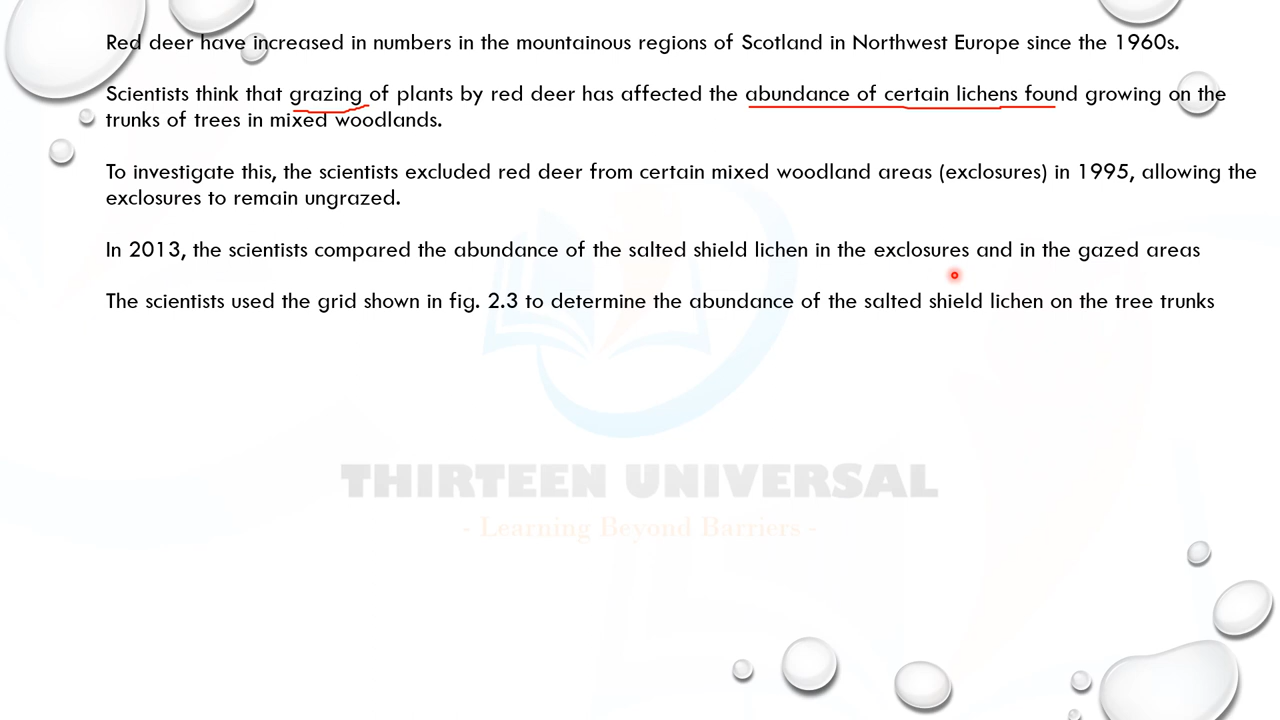 Red deer have increased in numbers in the mountainous regions of Scotland in Northwest Europe since the 1960s.
Scientists think that grazing of plants by red deer has affected the abundance of certain lichens found growing on the
trunks of trees in mixed woodlands.
To investigate this, the scientists excluded red deer from certain mixed woodland areas (exclosures) in 1995, allowing the
exclosures to remain ungrazed.
In 2013, the scientists compared the abundance of the salted shield lichen in the exclosures and in the gazed areas
The scientists used the grid shown in fig. 2.3 to determine the abundance of the salted shield lichen on the tree trunks
THIRTEEN UNIVERSAL
- Learning Beyond Barriers -